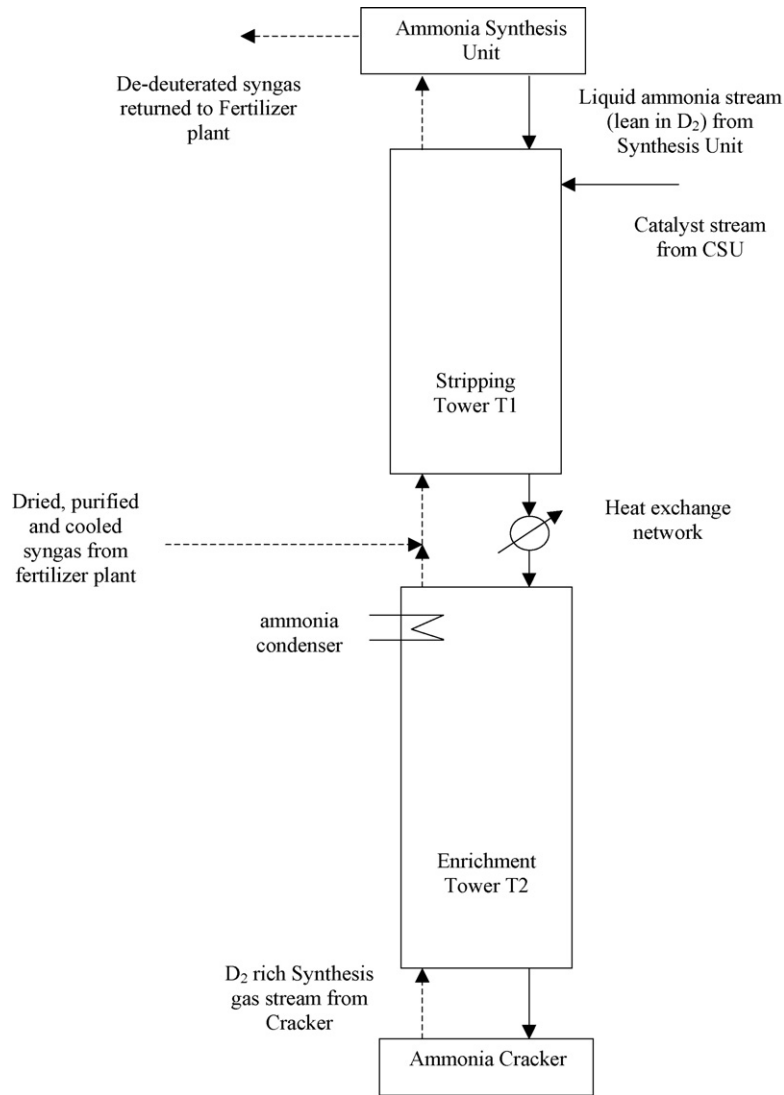 Ammonia Synthesis
Unit
De-deuterated syngas
returned to Fertilizer
plant
Liquid ammonia stream
(lean in D₂) from
Synthesis Unit
Catalyst stream
from CSU
Stripping
Tower T1
Dried, purified
and cooled
syngas from
fertilizer plant
Heat exchange
network
ammonia
condenser
Enrichment
Tower T2
D₂ rich Synthesis
gas stream from
Cracker
Ammonia Cracker